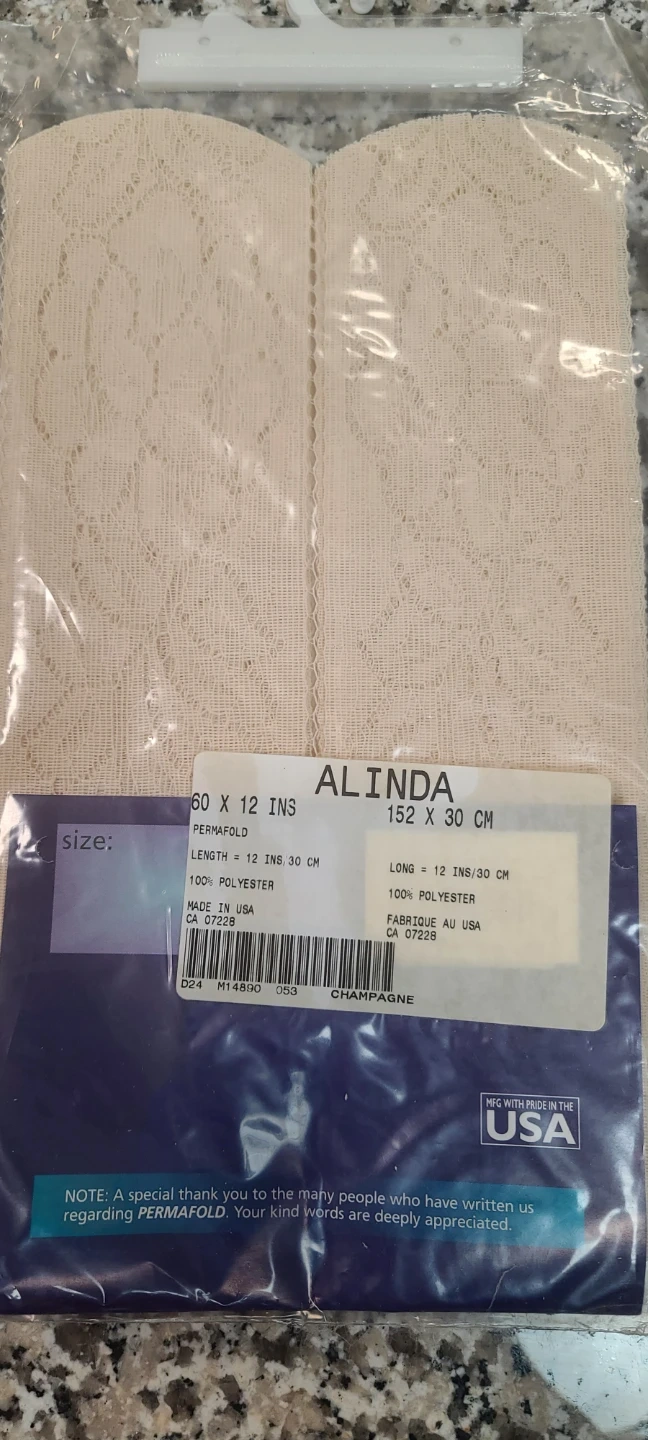 ALINDA
60 X 12 INS
152 X 30 CM
PERMAFOLD
LENGTH = 12 INS/30 CM
100% POLYESTER
MADE IN USA
CA 07228
LONG = 12 INS/30 CM
100% POLYESTER
FABRIQUE AU USA
CA 07228
D24 M14890 053 CHAMPAGNE
size:
MFG WITH PRIDE IN THE
USA
NOTE: A special thank you to the many people who have written us
regarding PERMAFOLD. Your kind words are deeply appreciated.